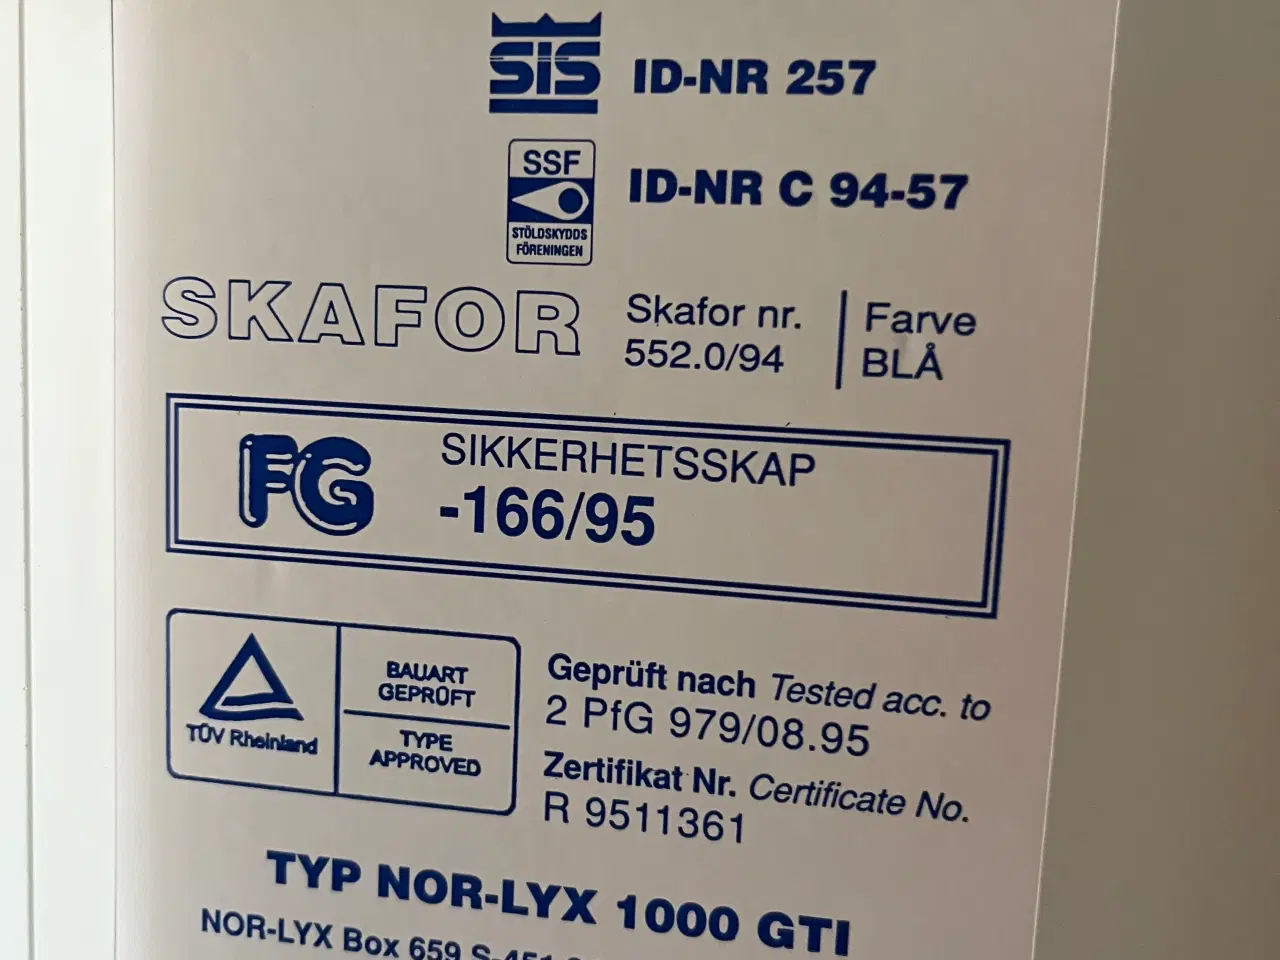 SIS ID-NR 257
SSF
STÖLDSKYDDS
FÖRENINGEN
ID-NR C 94-57
SKAFOR
Skafor nr.
552.0/94
Farve
BLÅ
FG
SIKKERHETSSKAP
-166/95
TÜV Rheinland
BAUART
GEPRÜFT
TYPE
APPROVED
Geprüft nach Tested acc. to
2 PfG 979/08.95
Zertifikat Nr. Certificate No.
R 9511361
TYP NOR-LYX 1000 GTI
NOR-LYX Box 659 S-451